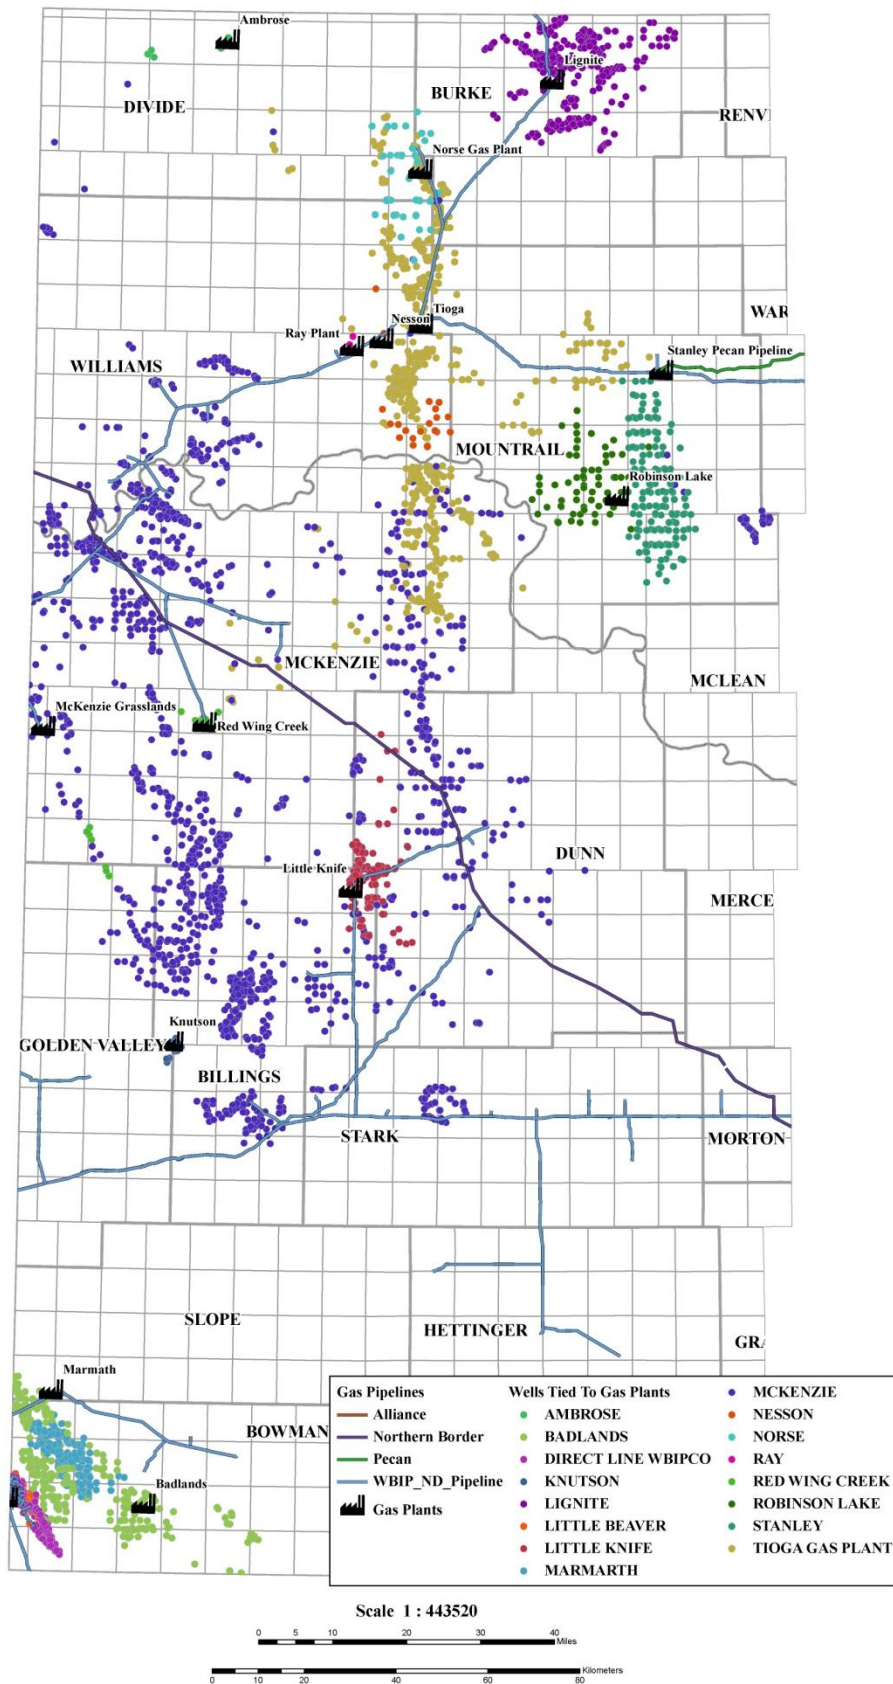 Ambrose
Lignite
DIVIDE
BURKE
RENV
Norse Gas Plant
Tioga
Nesson
WAR
Ray Plant
Stanley Pecan Pipeline
WILLIAMS
MOUNTRAIL
Robinson Lake
MCKENZIE
MCLEAN
McKenzie Grasslands
Red Wing Creek
DUNN
Little Knife
MERCE
Knutson
GOLDEN VALLEY
BILLINGS
STARK
MORTON
SLOPE
HETTINGER
GRA
Marmath
BOWMAN
Badlands
Gas Pipelines
Alliance
Northern Border
Pecan
WBIP_ND_Pipeline
Gas Plants
Wells Tied To Gas Plants
AMBROSE
BADLANDS
DIRECT LINE WBIPCO
KNUTSON
LIGNITE
LITTLE BEAVER
LITTLE KNIFE
MARMARTH
MCKENZIE
NESSON
NORSE
RAY
RED WING CREEK
ROBINSON LAKE
STANLEY
TIOGA GAS PLANT
Scale 1 : 443520
0 5 10 20 30 40 Miles
Kilometers
0 10 20 40 60 80